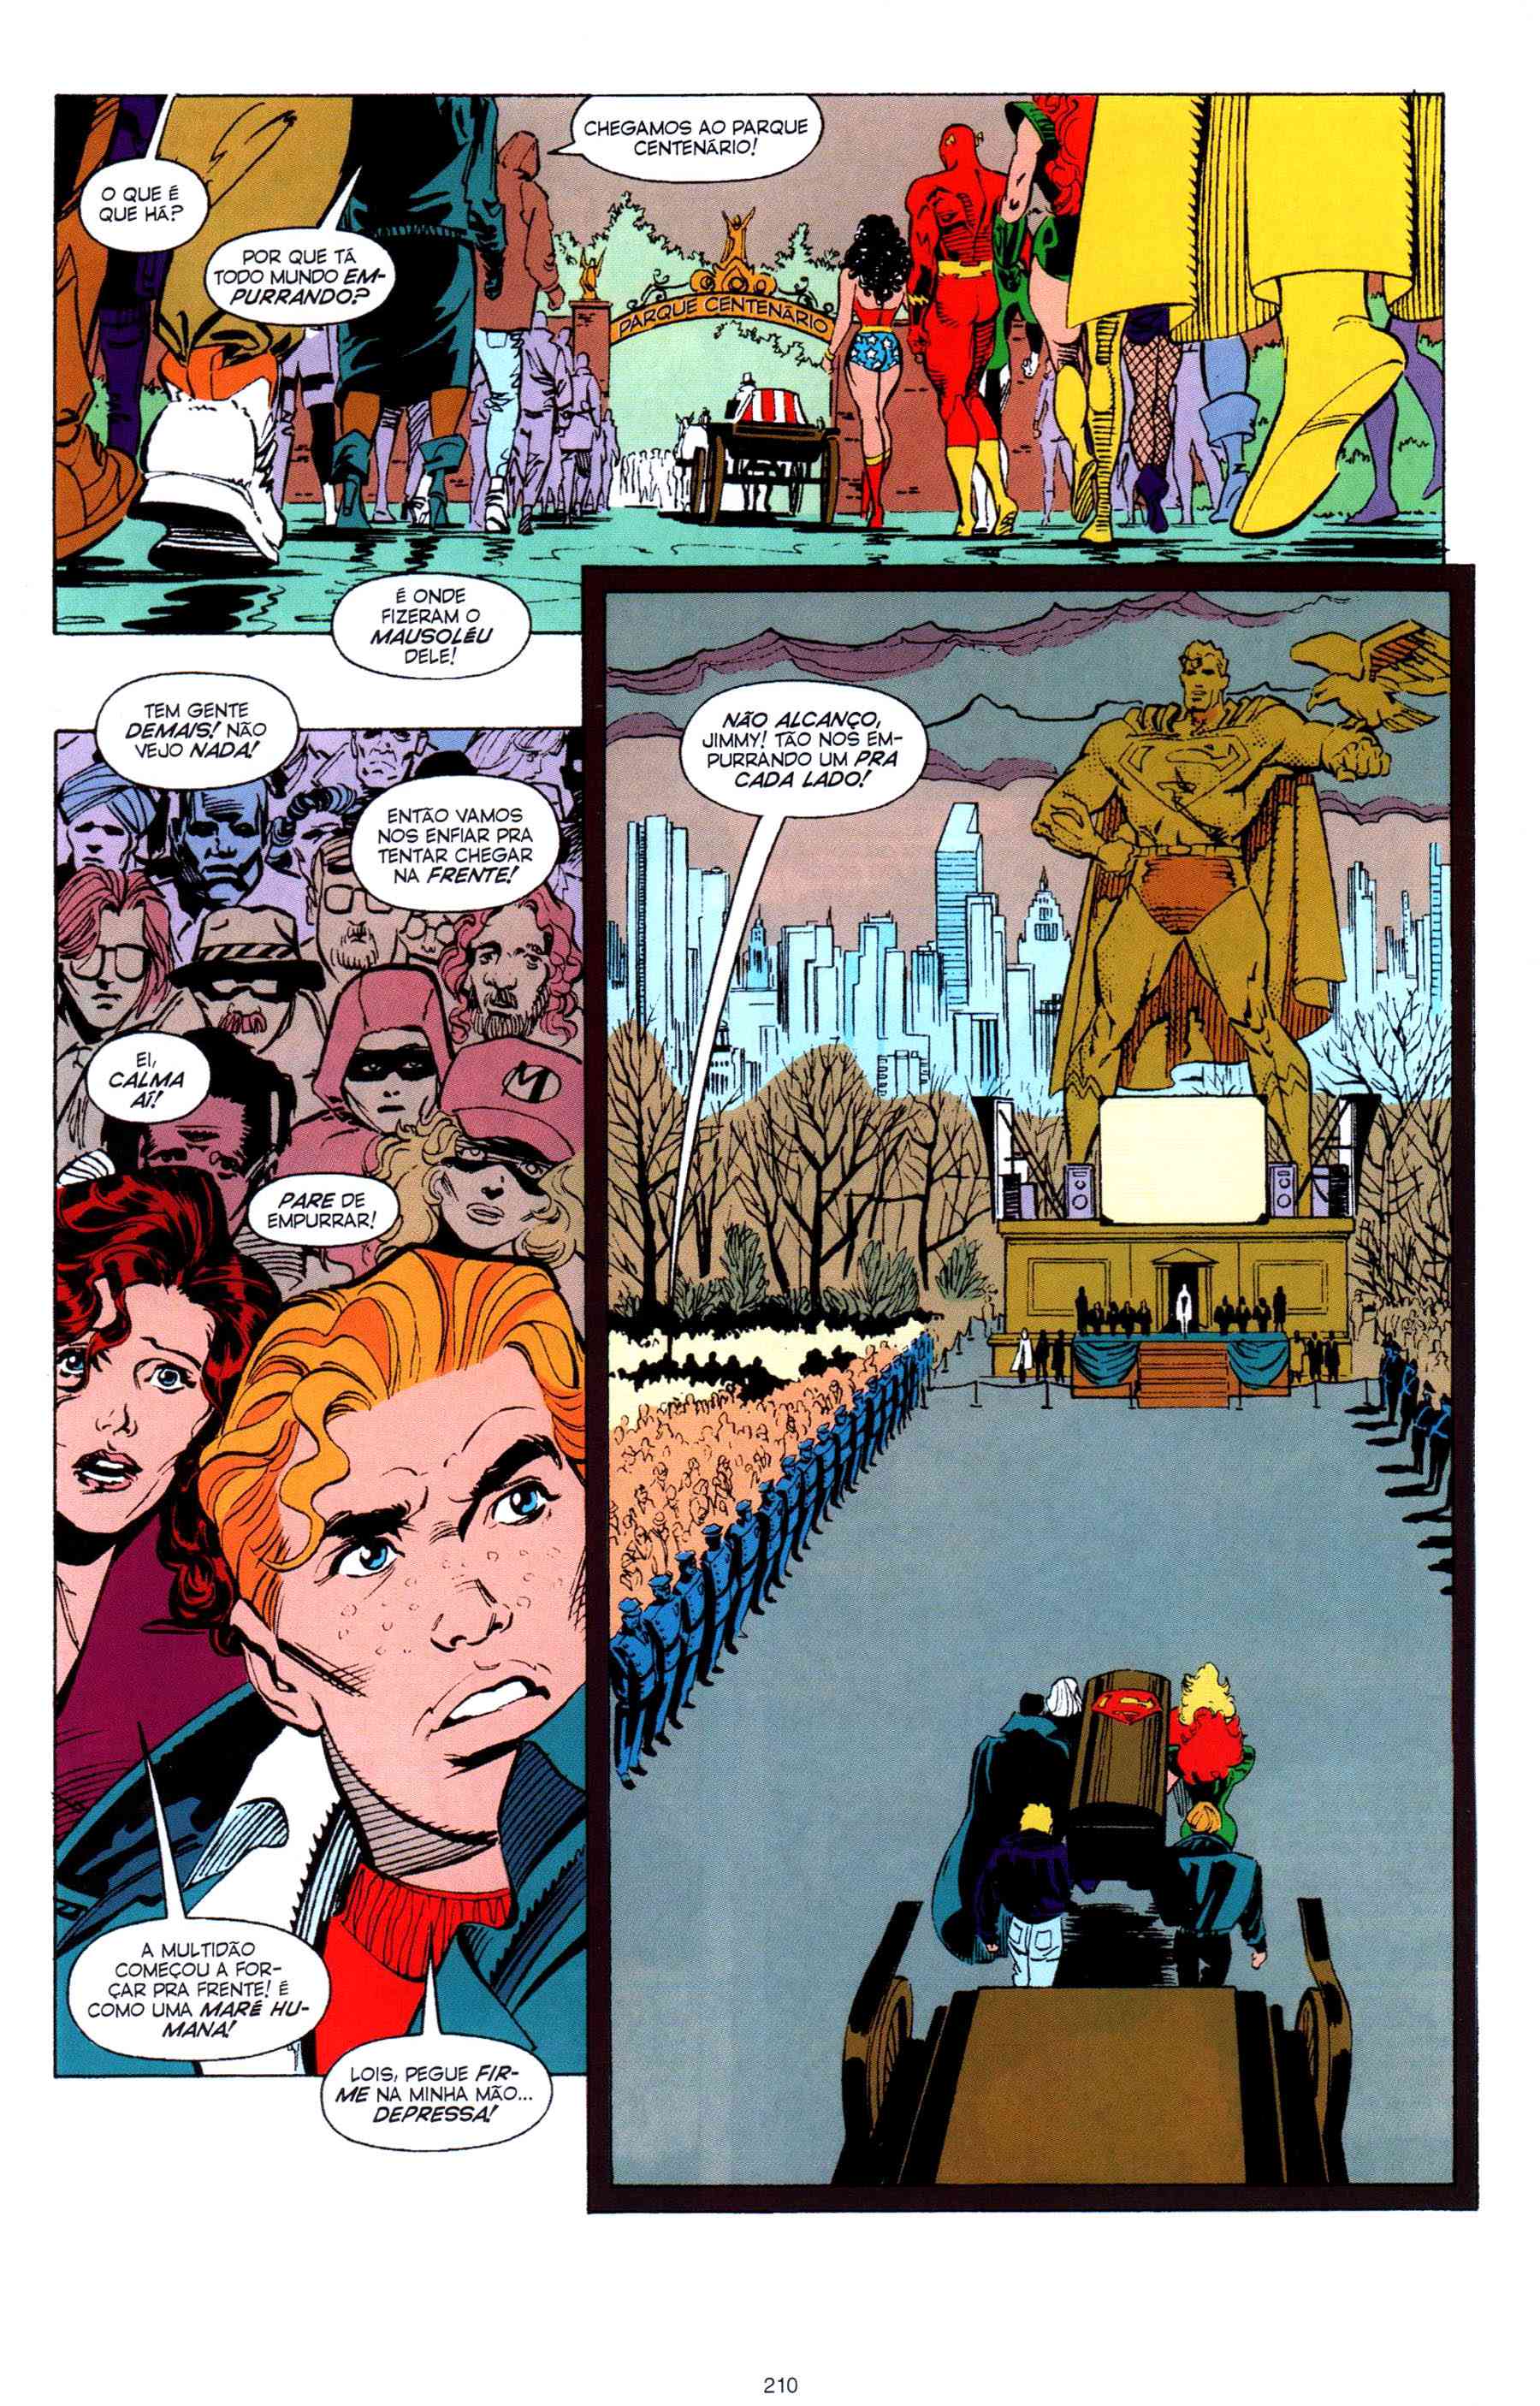 O QUE É
QUE HÁ?
POR QUE TÁ
TODO MUNDO EM-
PURRANDO?
CHEGAMOS AO PARQUE
CENTENÁRIO!
PARQUE CENTENÁRIO
É ONDE
FIZERAM O
MAUSOLÉU
DELE!
TEM GENTE
DEMAIS! NÃO
VEJO NADA!
ENTÃO VAMOS
NOS ENFIAR PRA
TENTAR CHEGAR
NA FRENTE!
EI,
CALMA
AÍ!
M
PARE DE
EMPURRAR!
A MULTIDÃO
COMEÇOU A FOR-
ÇAR PRA FRENTE! É
COMO UMA MARÉ HU-
MANA!
LOIS, PEGUE FIR-
ME NA MINHA MÃO...
DEPRESSA!
NÃO ALCANÇO,
JIMMY! TÃO NOS EM-
PURRANDO UM PRA
CADA LADO!
S
S
210